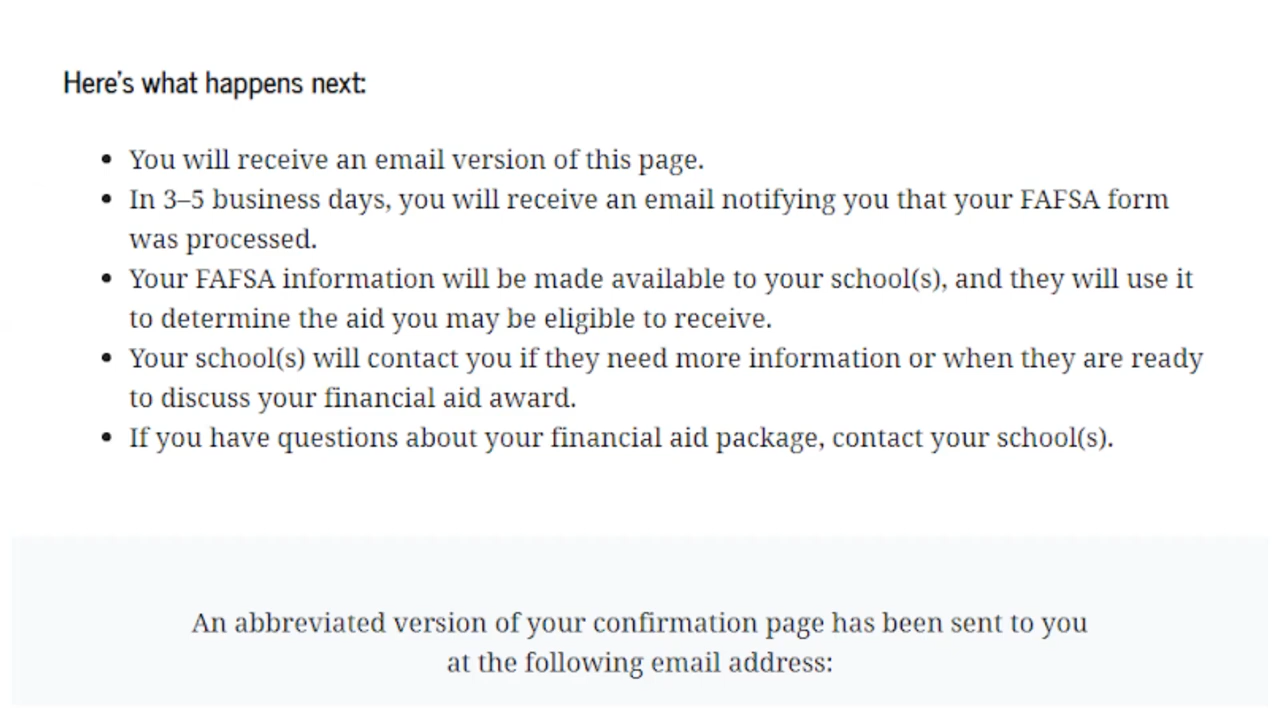 Here's what happens next:
• You will receive an email version of this page.
• In 3–5 business days, you will receive an email notifying you that your FAFSA form
was processed.
• Your FAFSA information will be made available to your school(s), and they will use it
to determine the aid you may be eligible to receive.
• Your school(s) will contact you if they need more information or when they are ready
to discuss your financial aid award.
• If you have questions about your financial aid package, contact your school(s).
An abbreviated version of your confirmation page has been sent to you
at the following email address: